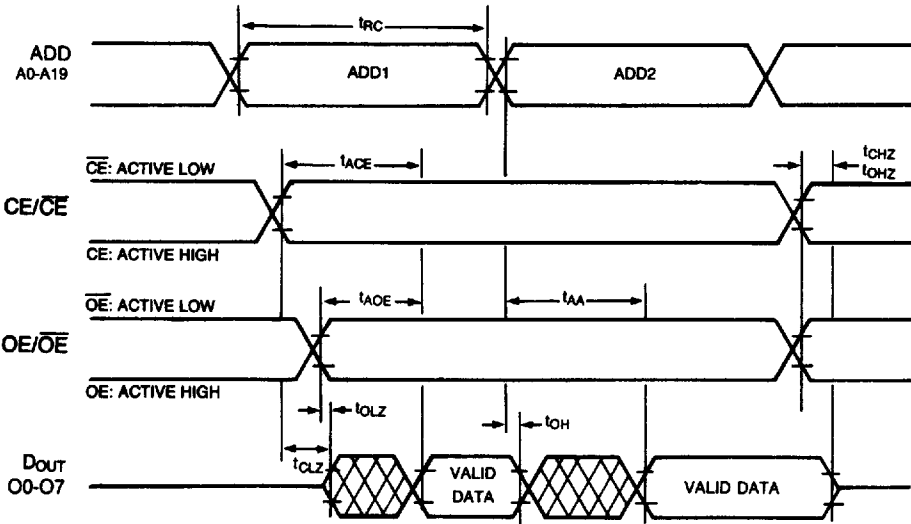 tRC
ADD
A0-A19
ADD1
ADD2
CE: ACTIVE LOW
tACE
tCHZ
tOHZ
CE/CE
CE: ACTIVE HIGH
OE: ACTIVE LOW
tAOE
tAA
OE/OE
OE: ACTIVE HIGH
tOLZ
tOH
tCLZ
DOUT
O0-O7
VALID
DATA
VALID DATA